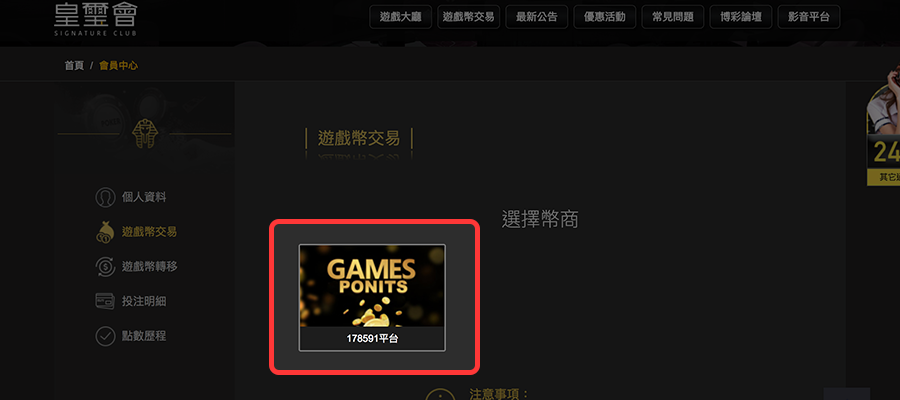 皇璽會
SIGNATURE CLUB
遊戲大廳 遊戲幣交易 最新公告 優惠活動 常見問題 博彩論壇 影音平台
首頁 / 會員中心
遊戲幣交易
個人資料
遊戲幣交易
遊戲幣轉移
投注明細
點數歷程
選擇幣商
GAMES
PONITS
178591平台
24
注意事項：